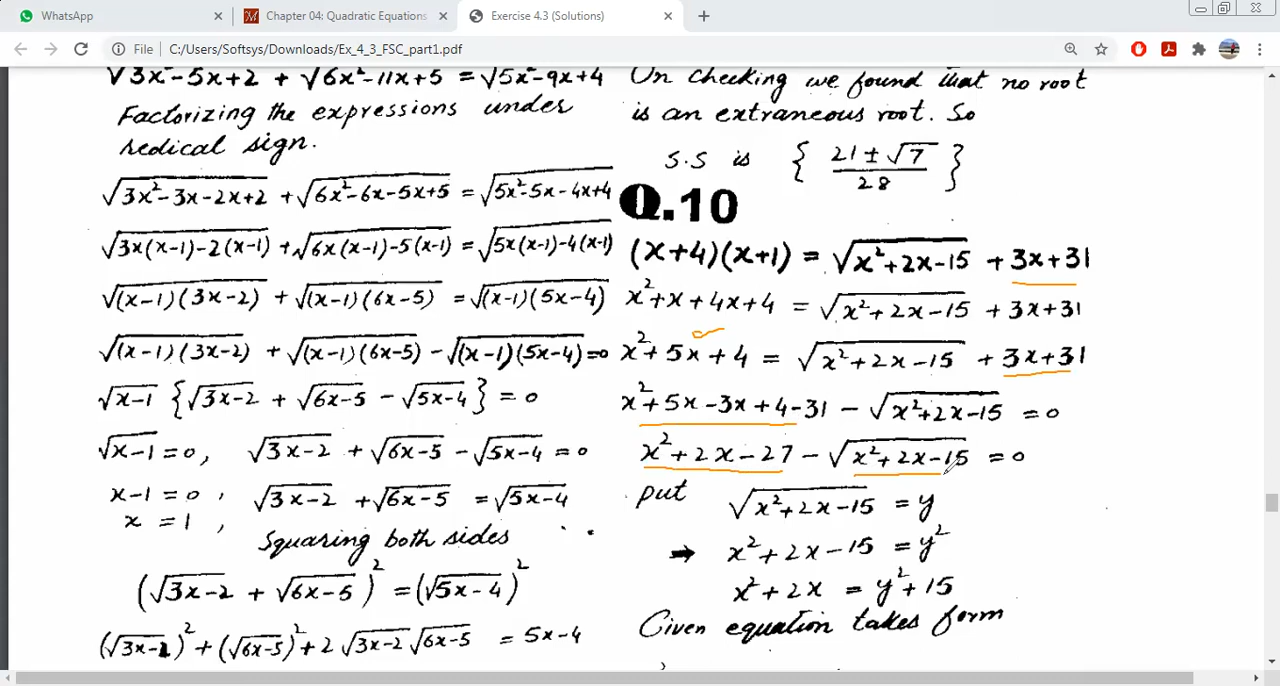 WhatsApp
Chapter 04: Quadratic Equations
Exercise 4.3 (Solutions)
File C:/Users/Softsys/Downloads/Ex_4_3_FSC_part1.pdf
√3x²-5x+2 + √6x²-11x+5 = √5x²-9x+4
Factorizing the expressions under
redical sign.
√3x²-3x-2x+2 + √6x²-6x-5x+5 = √5x²-5x-4x+4
√3x(x-1)-2(x-1) + √6x(x-1)-5(x-1) = √5x(x-1)-4(x-1)
√(x-1)(3x-2) + √(x-1)(6x-5) = √(x-1)(5x-4)
√(x-1)(3x-2) + √(x-1)(6x-5) - √(x-1)(5x-4) = 0
√x-1 {√3x-2 + √6x-5 - √5x-4} = 0
√x-1 = 0, √3x-2 + √6x-5 - √5x-4 = 0
x-1 = 0, √3x-2 + √6x-5 = √5x-4
x = 1,
Squaring both sides
(√3x-2 + √6x-5)² = (√5x-4)²
(√3x-2)² + (√6x-5)² + 2 √3x-2 √6x-5 = 5x-4
On checking we found that no root
is an extraneous root. So
S.S is { 21 ± √7 / 28 }
Q.10
(x+4)(x+1) = √x²+2x-15 + 3x+31
x²+x+4x+4 = √x²+2x-15 + 3x+31
x²+5x+4 = √x²+2x-15 + 3x+31
x²+5x-3x+4-31 - √x²+2x-15 = 0
x²+2x-27 - √x²+2x-15 = 0
put √x²+2x-15 = y
→ x²+2x-15 = y²
x²+2x = y²+15
Given equation takes form